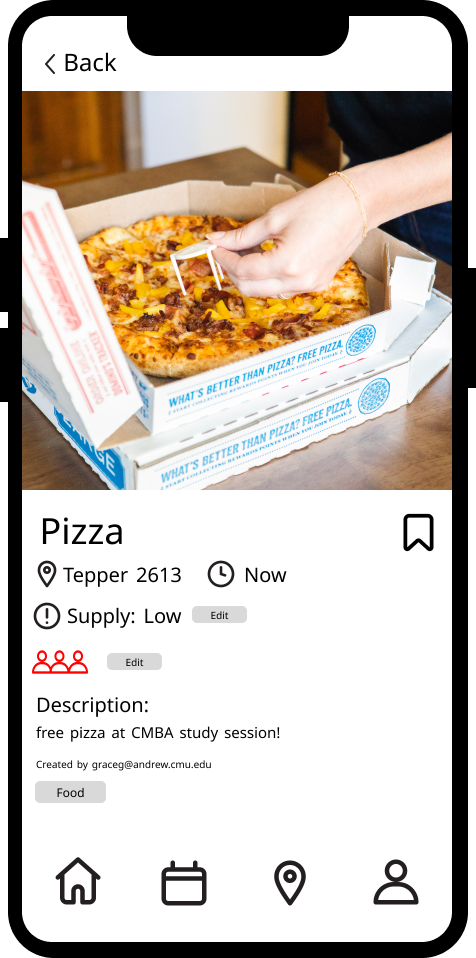 Back
WHAT'S BETTER THAN PIZZA? FREE PIZZA.
START COLLECTING REWARDS POINTS WHEN YOU JOIN TODAY
WHAT'S BETTER THAN PIZZA? FREE PIZZA.
START COLLECTING REWARDS POINTS WHEN YOU JOIN TODAY
Pizza
Tepper 2613 Now
Supply: Low Edit
Edit
Description:
free pizza at CMBA study session!
Created by graceg@andrew.cmu.edu
Food